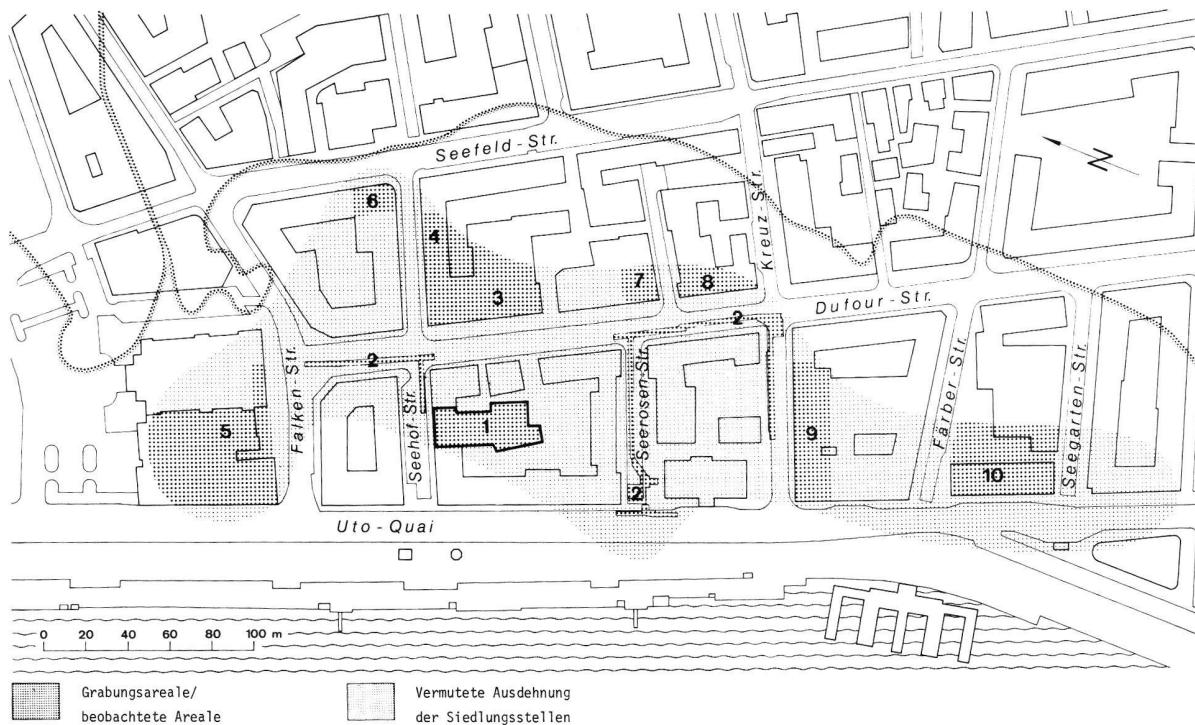 Seefeld-Str.
N
6
4
Kreuz-Str.
3
7
8
Dufour-Str.
2
2
Falken-Str.
Seehof-Str.
1
Seerosen-Str.
5
9
Färber-Str.
Seegarten-Str.
10
2
Uto-Quai
0 20 40 60 80 100 m
Grabungsareale/
beobachtete Areale
Vermutete Ausdehnung
der Siedlungsstellen